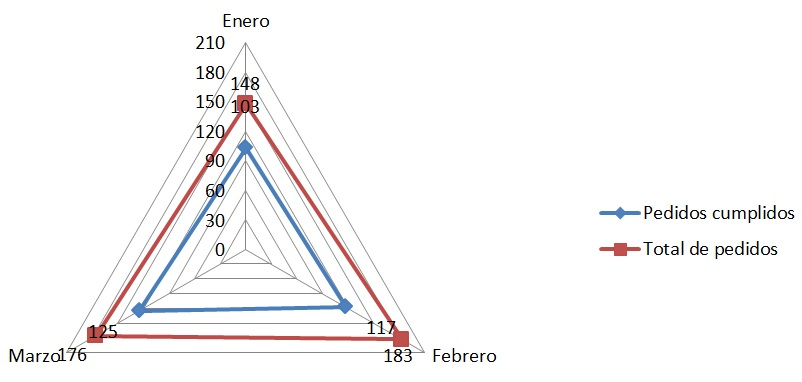 Enero
210
180
148
150
103
120
90
60
30
0
Pedidos cumplidos
Total de pedidos
125
117
Marzo 176
183 Febrero